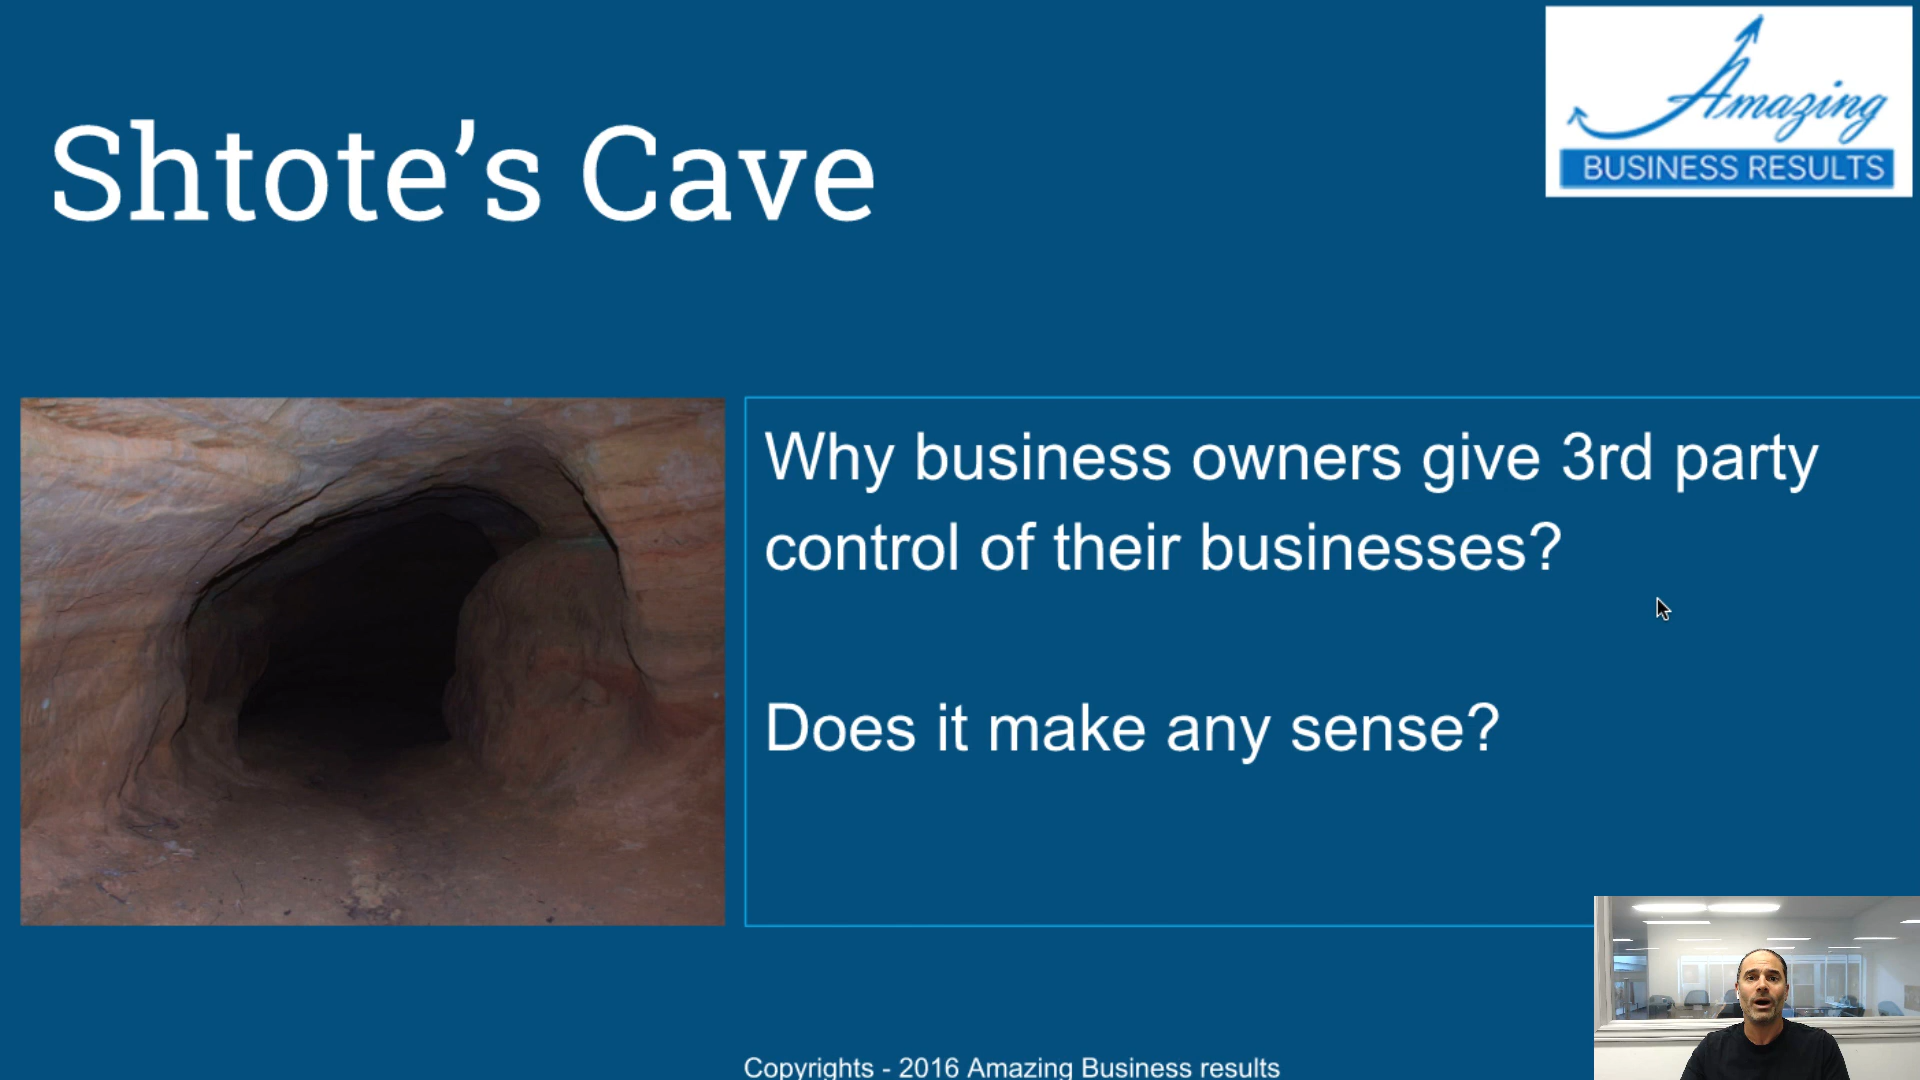 Shtote’s Cave
Amazing
BUSINESS RESULTS
Why business owners give 3rd party
control of their businesses?
Does it make any sense?
Copyrights - 2016 Amazing Business results